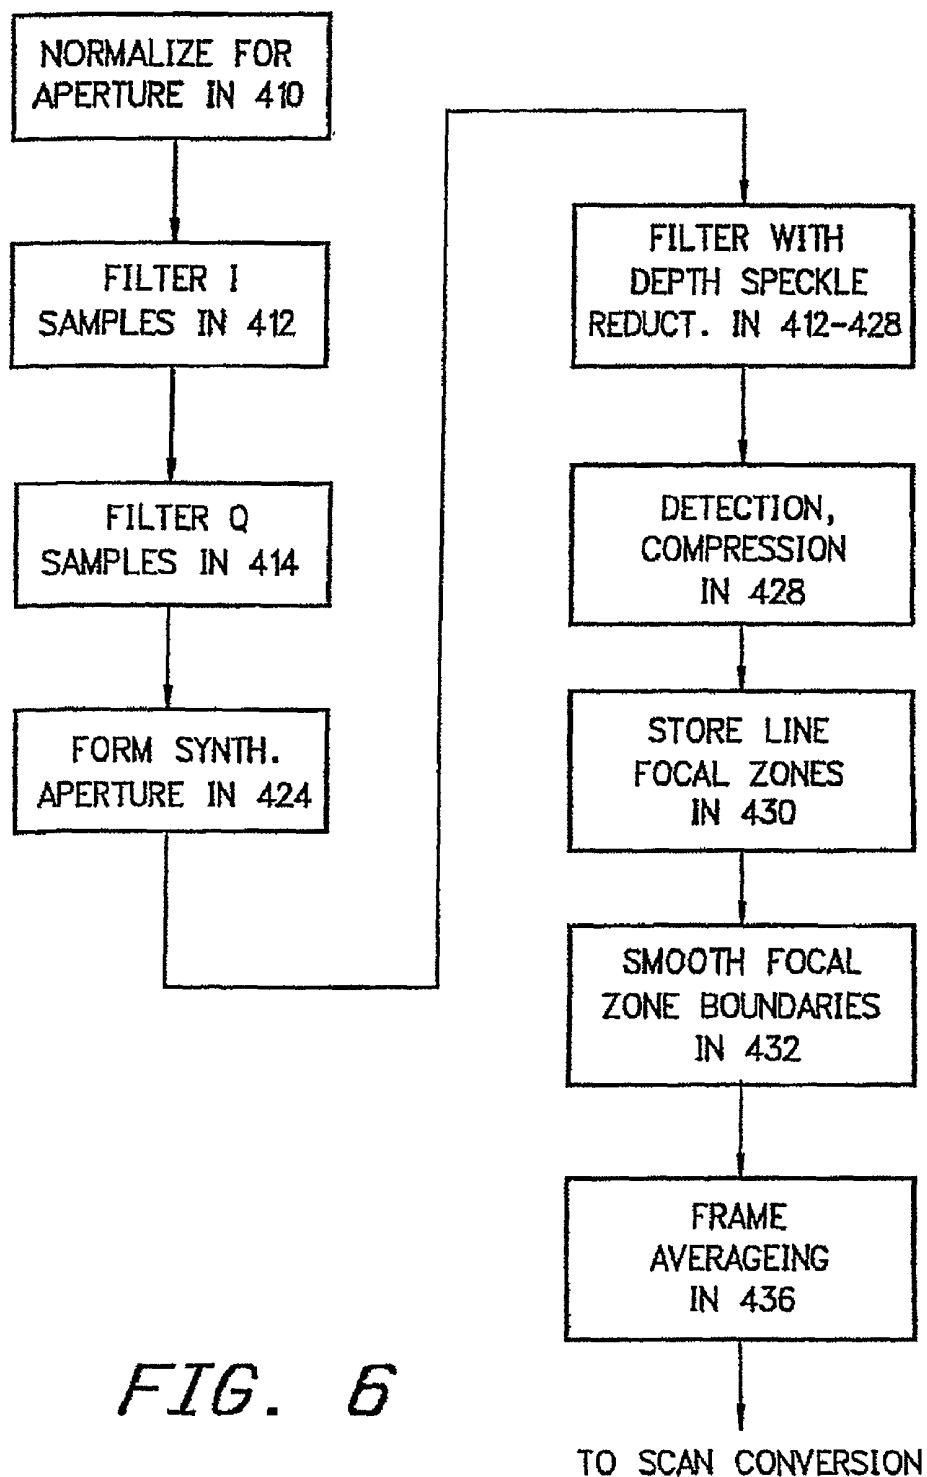 NORMALIZE FOR
APERTURE IN 410
FILTER I
SAMPLES IN 412
FILTER Q
SAMPLES IN 414
FORM SYNTH.
APERTURE IN 424
FILTER WITH
DEPTH SPECKLE
REDUCT. IN 412-428
DETECTION,
COMPRESSION
IN 428
STORE LINE
FOCAL ZONES
IN 430
SMOOTH FOCAL
ZONE BOUNDARIES
IN 432
FRAME
AVERAGEING
IN 436
TO SCAN CONVERSION
FIG. 6